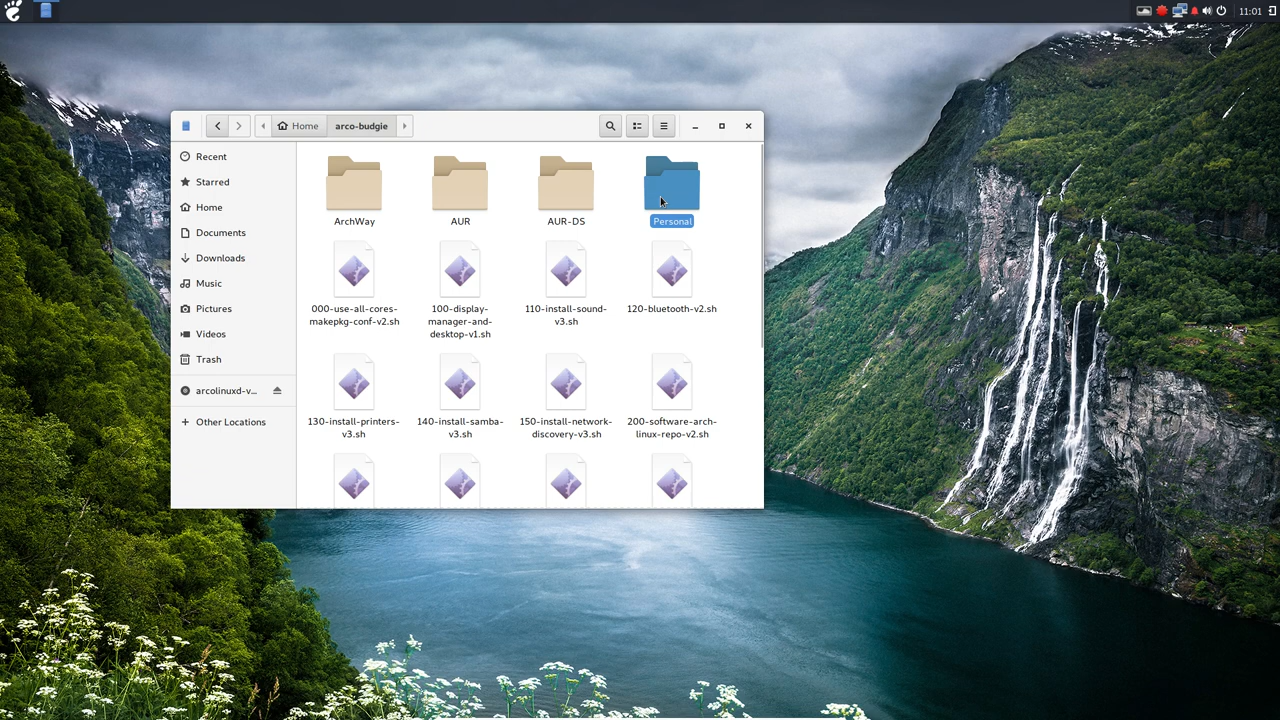 11:01
Home
arco-budgie
Recent
Starred
Home
Documents
Downloads
Music
Pictures
Videos
Trash
arcolinuxd-v...
Other Locations
ArchWay
AUR
AUR-DS
Personal
000-use-all-cores-
makepkg-conf-v2.sh
100-display-
manager-and-
desktop-v1.sh
110-install-sound-
v3.sh
120-bluetooth-v2.sh
130-install-printers-
v3.sh
140-install-samba-
v3.sh
150-install-network-
discovery-v3.sh
200-software-arch-
linux-repo-v2.sh